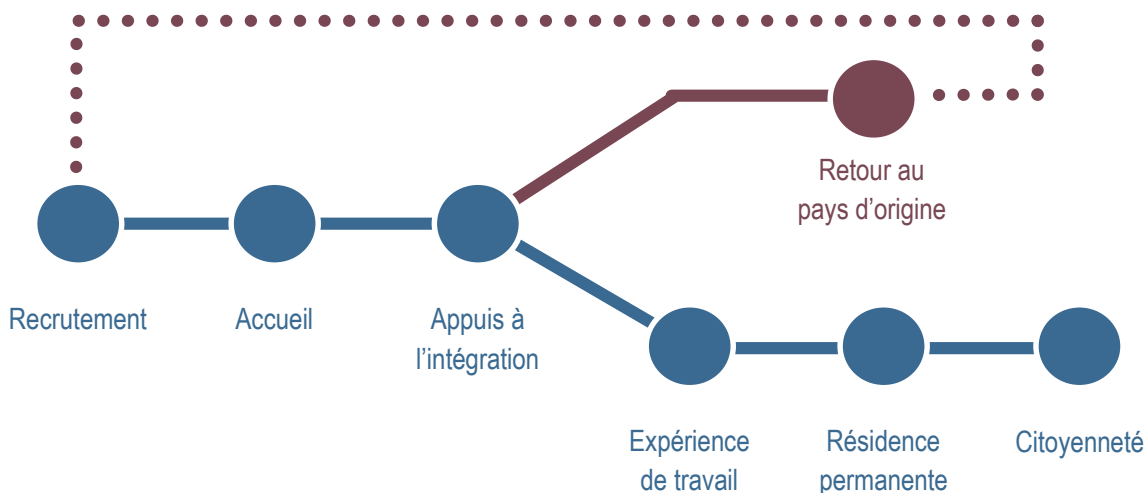 Retour au
pays d’origine
Recrutement
Accueil
Appuis à
l’intégration
Expérience
de travail
Résidence
permanente
Citoyenneté